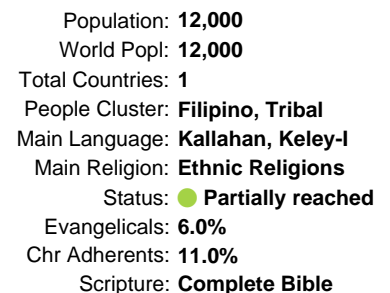 Population: 12,000
World Popl: 12,000
Total Countries: 1
People Cluster: Filipino, Tribal
Main Language: Kallahan, Keley-I
Main Religion: Ethnic Religions
Status: Partially reached
Evangelicals: 6.0%
Chr Adherents: 11.0%
Scripture: Complete Bible